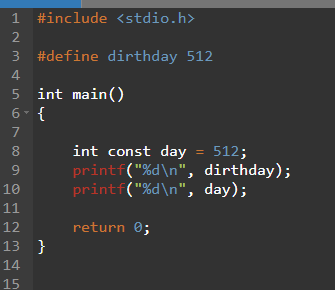 1 #include <stdio.h>
2
3 #define dirthday 512
4
5 int main()
6 {
7
8 int const day = 512;
9 printf("%d\n", dirthday);
10 printf("%d\n", day);
11
12 return 0;
13 }
14
15